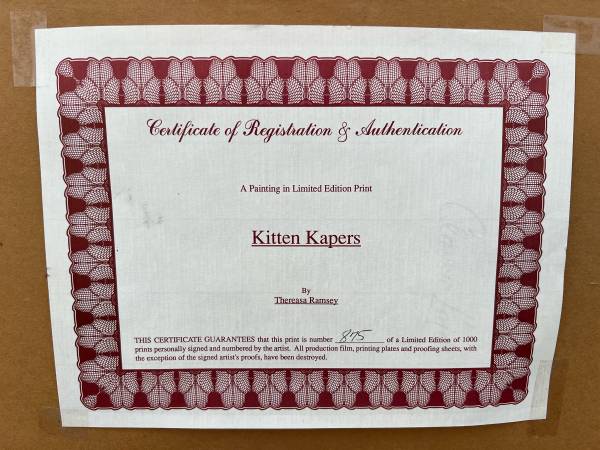 Certificate of Registration & Authentication
A Painting in Limited Edition Print
Kitten Kapers
By
Thereasa Ramsey
THIS CERTIFICATE GUARANTEES that this print is number 875 of a Limited Edition of 1000
prints personally signed and numbered by the artist. All production film, printing plates and proofing sheets, with
the exception of the signed artist's proofs, have been destroyed.